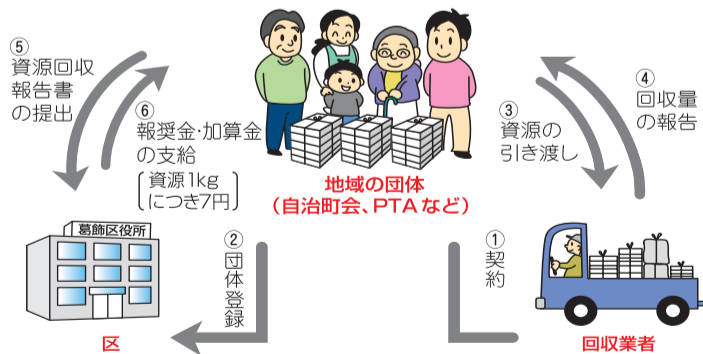 ⑤
資源回収
報告書
の提出
⑥
報奨金・加算金
の支給
資源1kg
につき7円
③
資源の
引き渡し
④
回収量
の報告
地域の団体
（自治町会、PTAなど）
葛飾区役所
②団体登録
①契約
区
回収業者